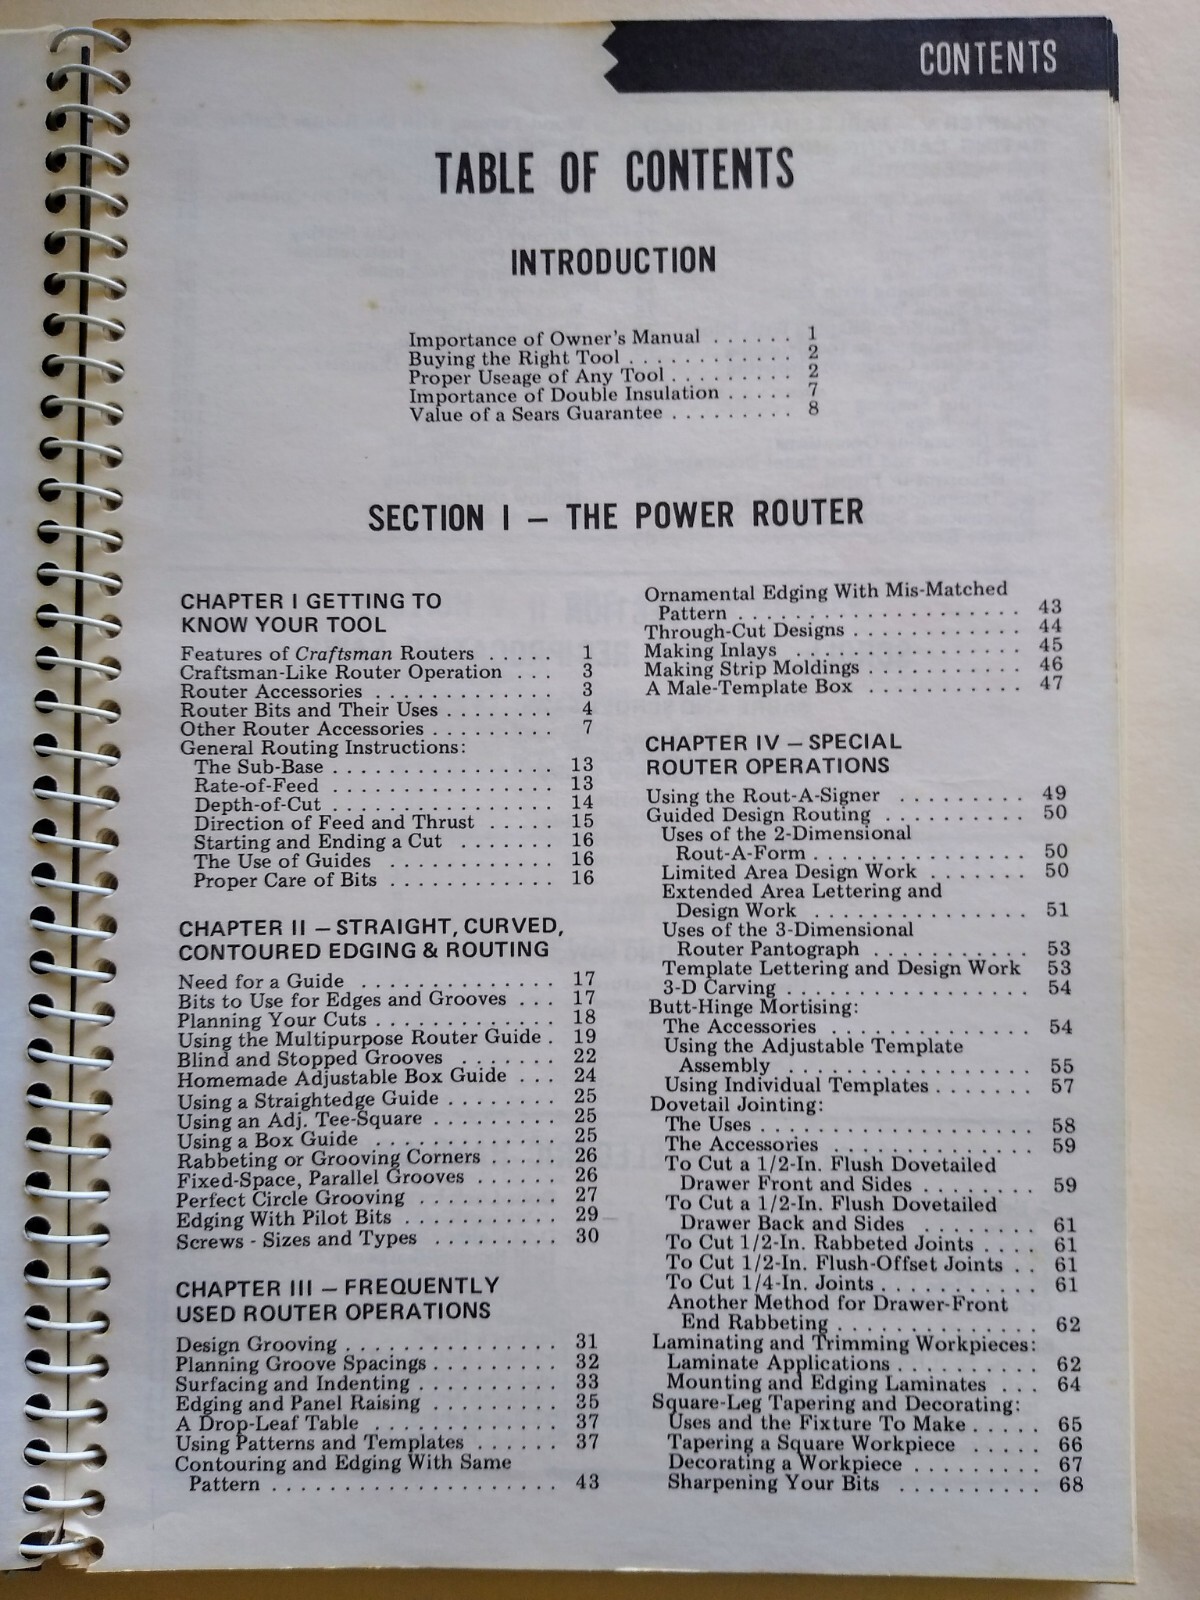 CONTENTS
TABLE OF CONTENTS
INTRODUCTION
Importance of Owner's Manual . . . . . . 1
Buying the Right Tool . . . . . . . . . . . . 2
Proper Useage of Any Tool . . . . . . . . . 2
Importance of Double Insulation . . . . . 7
Value of a Sears Guarantee . . . . . . . . . 8
SECTION I – THE POWER ROUTER
CHAPTER I GETTING TO
KNOW YOUR TOOL
Features of Craftsman Routers . . . . . 1
Craftsman-Like Router Operation . . . 3
Router Accessories . . . . . . . . . . . . 3
Router Bits and Their Uses . . . . . . . . 4
Other Router Accessories . . . . . . . . . 7
General Routing Instructions:
The Sub-Base . . . . . . . . . . . . . . . . 13
Rate-of-Feed . . . . . . . . . . . . . . . . 13
Depth-of-Cut . . . . . . . . . . . . . . . . 14
Direction of Feed and Thrust . . . . . 15
Starting and Ending a Cut . . . . . . . 16
The Use of Guides . . . . . . . . . . . . 16
Proper Care of Bits . . . . . . . . . . . . 16
CHAPTER II – STRAIGHT, CURVED,
CONTOURED EDGING & ROUTING
Need for a Guide . . . . . . . . . . . . . 17
Bits to Use for Edges and Grooves . . . 17
Planning Your Cuts . . . . . . . . . . . . . 18
Using the Multipurpose Router Guide . 19
Blind and Stopped Grooves . . . . . . . 22
Homemade Adjustable Box Guide . . . 24
Using a Straightedge Guide . . . . . . . . 25
Using an Adj. Tee-Square . . . . . . . . . 25
Using a Box Guide . . . . . . . . . . . . 25
Rabbeting or Grooving Corners . . . . . 26
Fixed-Space, Parallel Grooves . . . . . . 26
Perfect Circle Grooving . . . . . . . . . . 27
Edging With Pilot Bits . . . . . . . . . . . 29
Screws - Sizes and Types . . . . . . . . . 30
CHAPTER III – FREQUENTLY
USED ROUTER OPERATIONS
Design Grooving . . . . . . . . . . . . . . . 31
Planning Groove Spacings . . . . . . . . . 32
Surfacing and Indenting . . . . . . . . . . 33
Edging and Panel Raising . . . . . . . . . 35
A Drop-Leaf Table . . . . . . . . . . . . . 37
Using Patterns and Templates . . . . . . 37
Contouring and Edging With Same
Pattern . . . . . . . . . . . . . . . . . . . . . 43
Ornamental Edging With Mis-Matched
Pattern . . . . . . . . . . . . . . . . . . . . 43
Through-Cut Designs . . . . . . . . . . . . 44
Making Inlays . . . . . . . . . . . . . . . . 45
Making Strip Moldings . . . . . . . . . . . 46
A Male-Template Box . . . . . . . . . . . 47
CHAPTER IV – SPECIAL
ROUTER OPERATIONS
Using the Rout-A-Signer . . . . . . . . . 49
Guided Design Routing . . . . . . . . . . 50
Uses of the 2-Dimensional
Rout-A-Form . . . . . . . . . . . . . . . 50
Limited Area Design Work . . . . . . . 50
Extended Area Lettering and
Design Work . . . . . . . . . . . . . . . 51
Uses of the 3-Dimensional
Router Pantograph . . . . . . . . . . . 53
Template Lettering and Design Work 53
3-D Carving . . . . . . . . . . . . . . . . . . 54
Butt-Hinge Mortising:
The Accessories . . . . . . . . . . . . . . 54
Using the Adjustable Template
Assembly . . . . . . . . . . . . . . . . . 55
Using Individual Templates . . . . . . . 57
Dovetail Jointing:
The Uses . . . . . . . . . . . . . . . . . . . 58
The Accessories . . . . . . . . . . . . . . 59
To Cut a 1/2-In. Flush Dovetailed
Drawer Front and Sides . . . . . . . . 59
To Cut a 1/2-In. Flush Dovetailed
Drawer Back and Sides . . . . . . . . 61
To Cut 1/2-In. Rabbeted Joints . . . . 61
To Cut 1/2-In. Flush-Offset Joints . . 61
To Cut 1/4-In. Joints . . . . . . . . . . . 61
Another Method for Drawer-Front
End Rabbeting . . . . . . . . . . . . . . 62
Laminating and Trimming Workpieces:
Laminate Applications . . . . . . . . . . 62
Mounting and Edging Laminates . . . 64
Square-Leg Tapering and Decorating:
Uses and the Fixture To Make . . . . . 65
Tapering a Square Workpiece . . . . . 66
Decorating a Workpiece . . . . . . . . . 67
Sharpening Your Bits . . . . . . . . . . 68